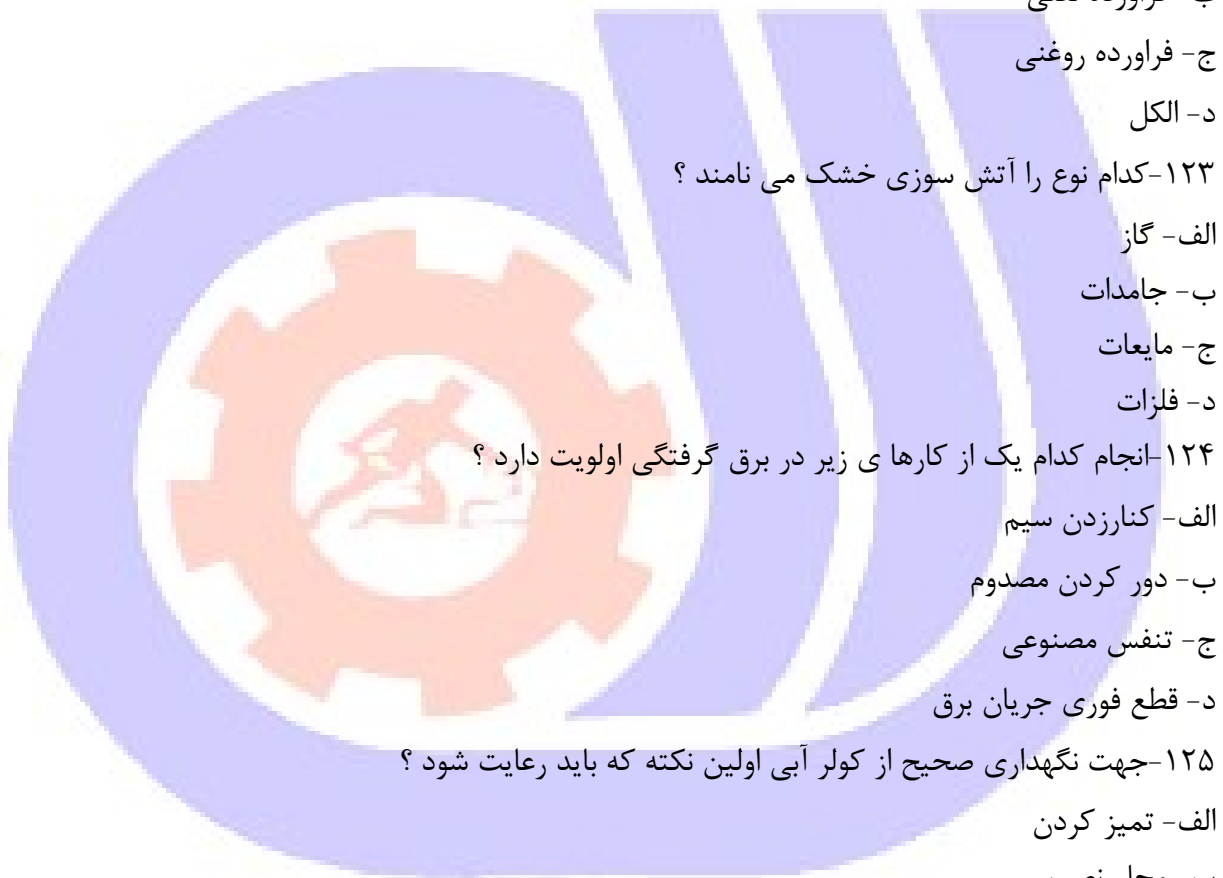 ج- فراورده روغنی
د- الکل
۱۲۳-کدام نوع را آتش سوزی خشک می نامند ؟
الف- گاز
ب- جامدات
ج- مایعات
د- فلزات
۱۲۴-انجام کدام یک از کارها ی زیر در برق گرفتگی اولویت دارد ؟
الف- کنارزدن سیم
ب- دور کردن مصدوم
ج- تنفس مصنوعی
د- قطع فوری جریان برق
۱۲۵-جهت نگهداری صحیح از کولر آبی اولین نکته که باید رعایت شود ؟
الف- تمیز کردن